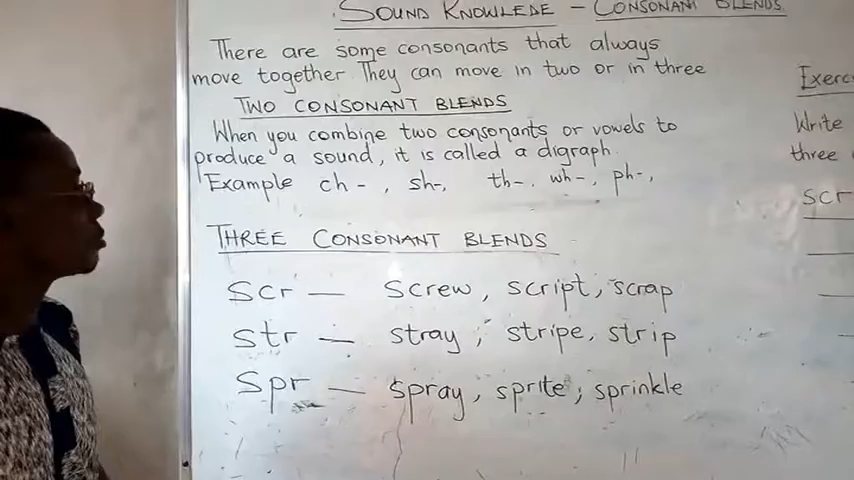 SOUND KNOWLEDE - CONSONANT BLENDS
There are some consonants that always
move together. They can move in two or in three
TWO CONSONANT BLENDS
When you combine two consonants or vowels to
produce a sound, it is called a digraph.
Example ch - , sh-, th-, wh-, ph-,
THREE CONSONANT BLENDS
Scr — screw, script, scrap
str — stray, stripe, strip
Spr — spray, sprite, sprinkle
Exerc
Write
three
scr